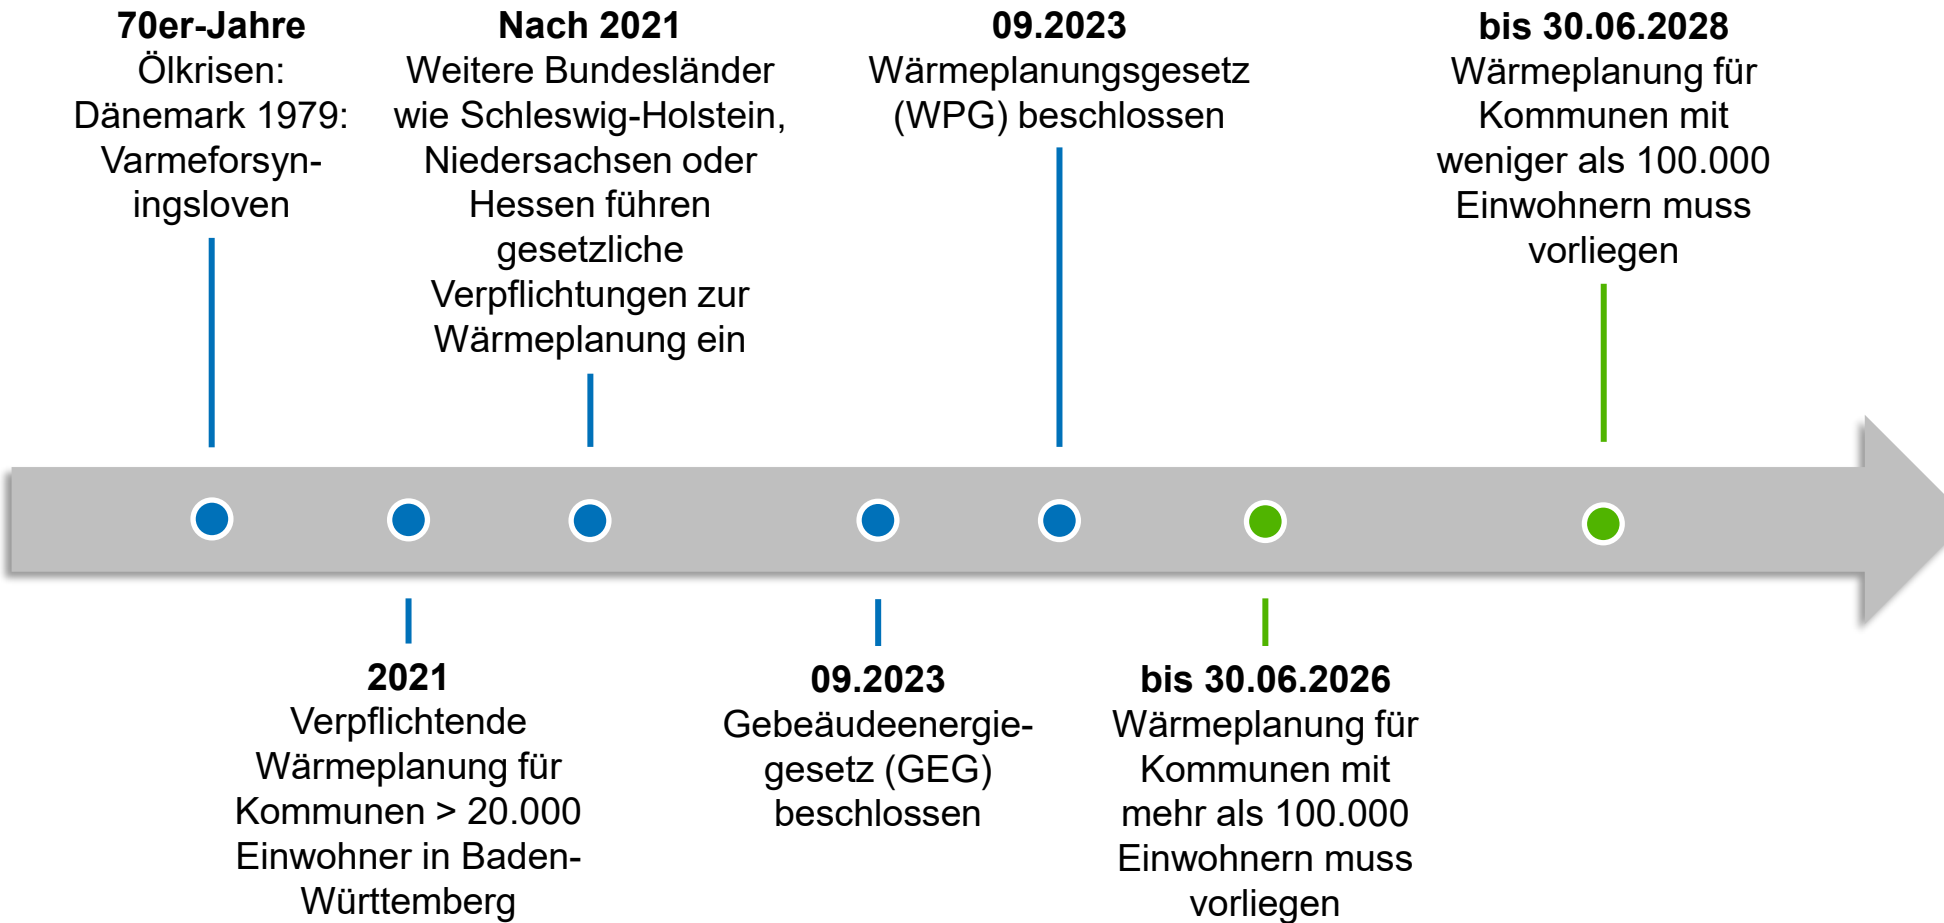 70er-Jahre
Ölkrisen:
Dänemark 1979:
Varmeforsyn-
ingsloven
Nach 2021
Weitere Bundesländer
wie Schleswig-Holstein,
Niedersachsen oder
Hessen führen
gesetzliche
Verpflichtungen zur
Wärmeplanung ein
09.2023
Wärmeplanungsgesetz
(WPG) beschlossen
bis 30.06.2028
Wärmeplanung für
Kommunen mit
weniger als 100.000
Einwohnern muss
vorliegen
2021
Verpflichtende
Wärmeplanung für
Kommunen > 20.000
Einwohner in Baden-
Württemberg
09.2023
Gebeäudeenergie-
gesetz (GEG)
beschlossen
bis 30.06.2026
Wärmeplanung für
Kommunen mit
mehr als 100.000
Einwohnern muss
vorliegen